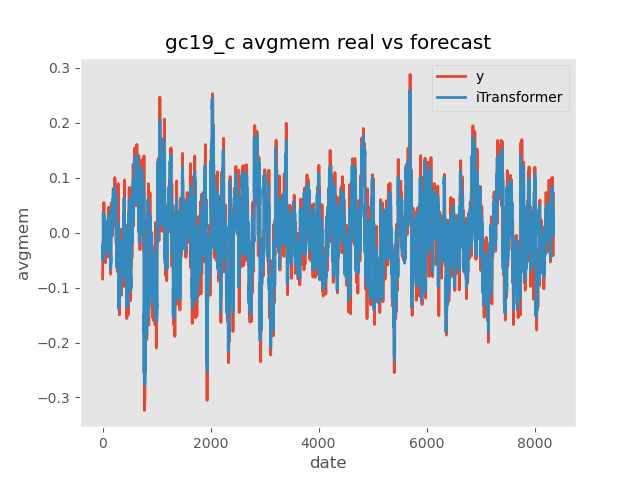 gc19_c avgmem real vs forecast
y
iTransformer
0.3
0.2
0.1
0.0
−0.1
−0.2
−0.3
avgmem
0 2000 4000 6000 8000
date